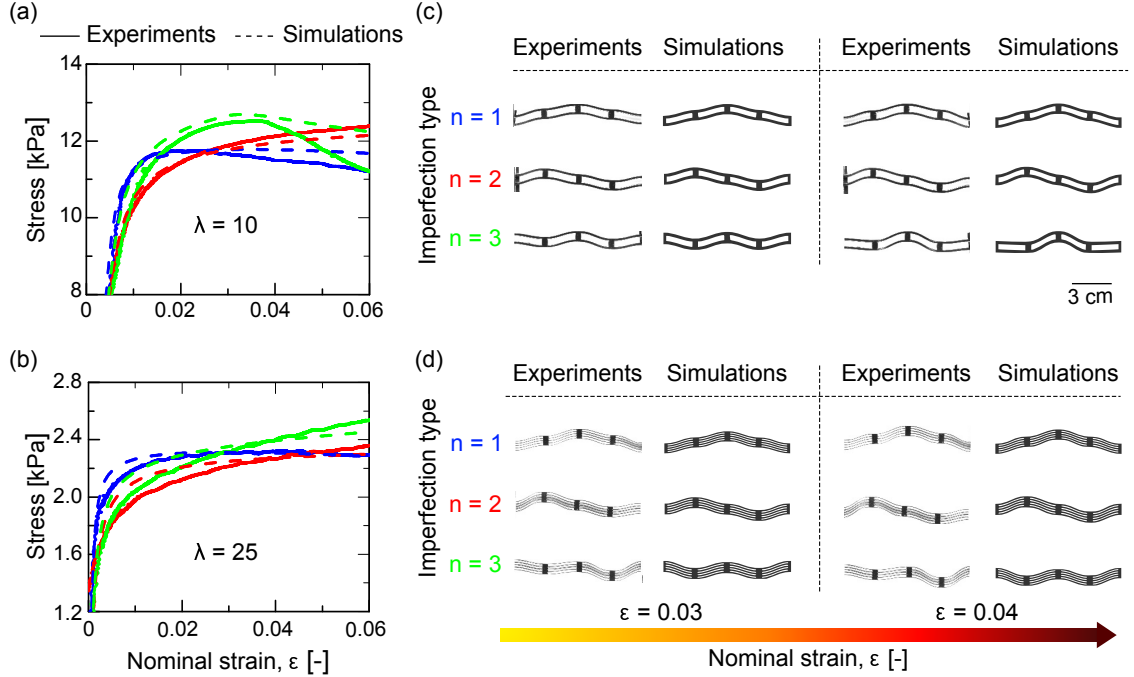 (a)
Experiments
Simulations
14
12
10
8
Stress [kPa]
λ = 10
0
0.02
0.04
0.06
(b)
2.8
2.4
2.0
1.6
1.2
Stress [kPa]
λ = 25
0
0.02
0.04
0.06
Nominal strain, ε [-]
(c)
Experiments Simulations Experiments Simulations
Imperfection type
n = 1
n = 2
n = 3
3 cm
(d)
Experiments Simulations Experiments Simulations
Imperfection type
n = 1
n = 2
n = 3
ε = 0.03 ε = 0.04
Nominal strain, ε [-]